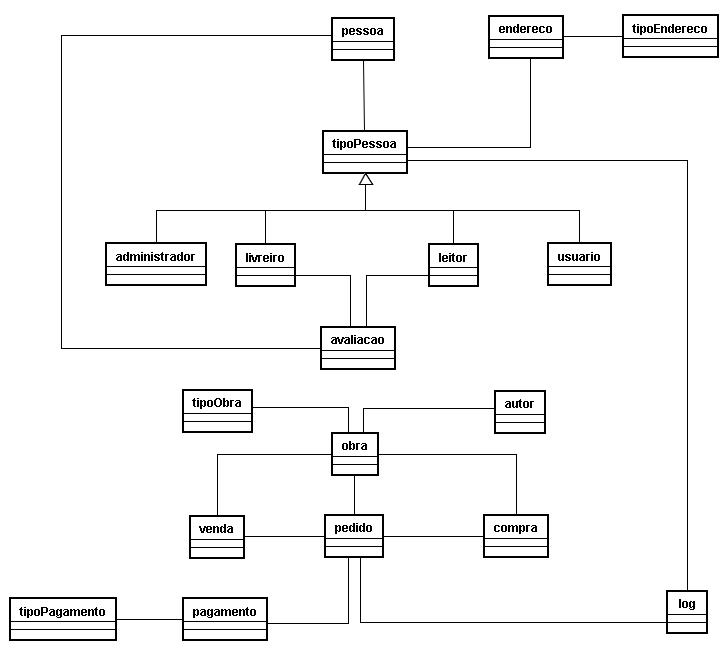 pessoa
endereco
tipoEndereco
tipoPessoa
administrador
livreiro
leitor
usuario
avaliacao
tipoObra
autor
obra
venda
pedido
compra
tipoPagamento
pagamento
log